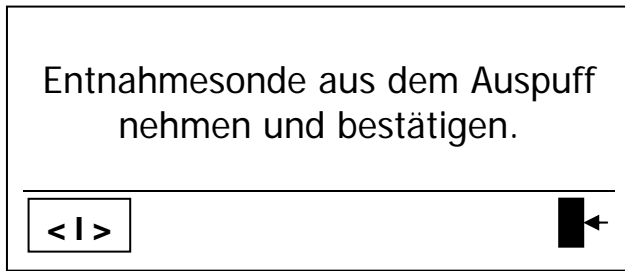 Entnahmesonde aus dem Auspuff
nehmen und bestätigen.
< I >